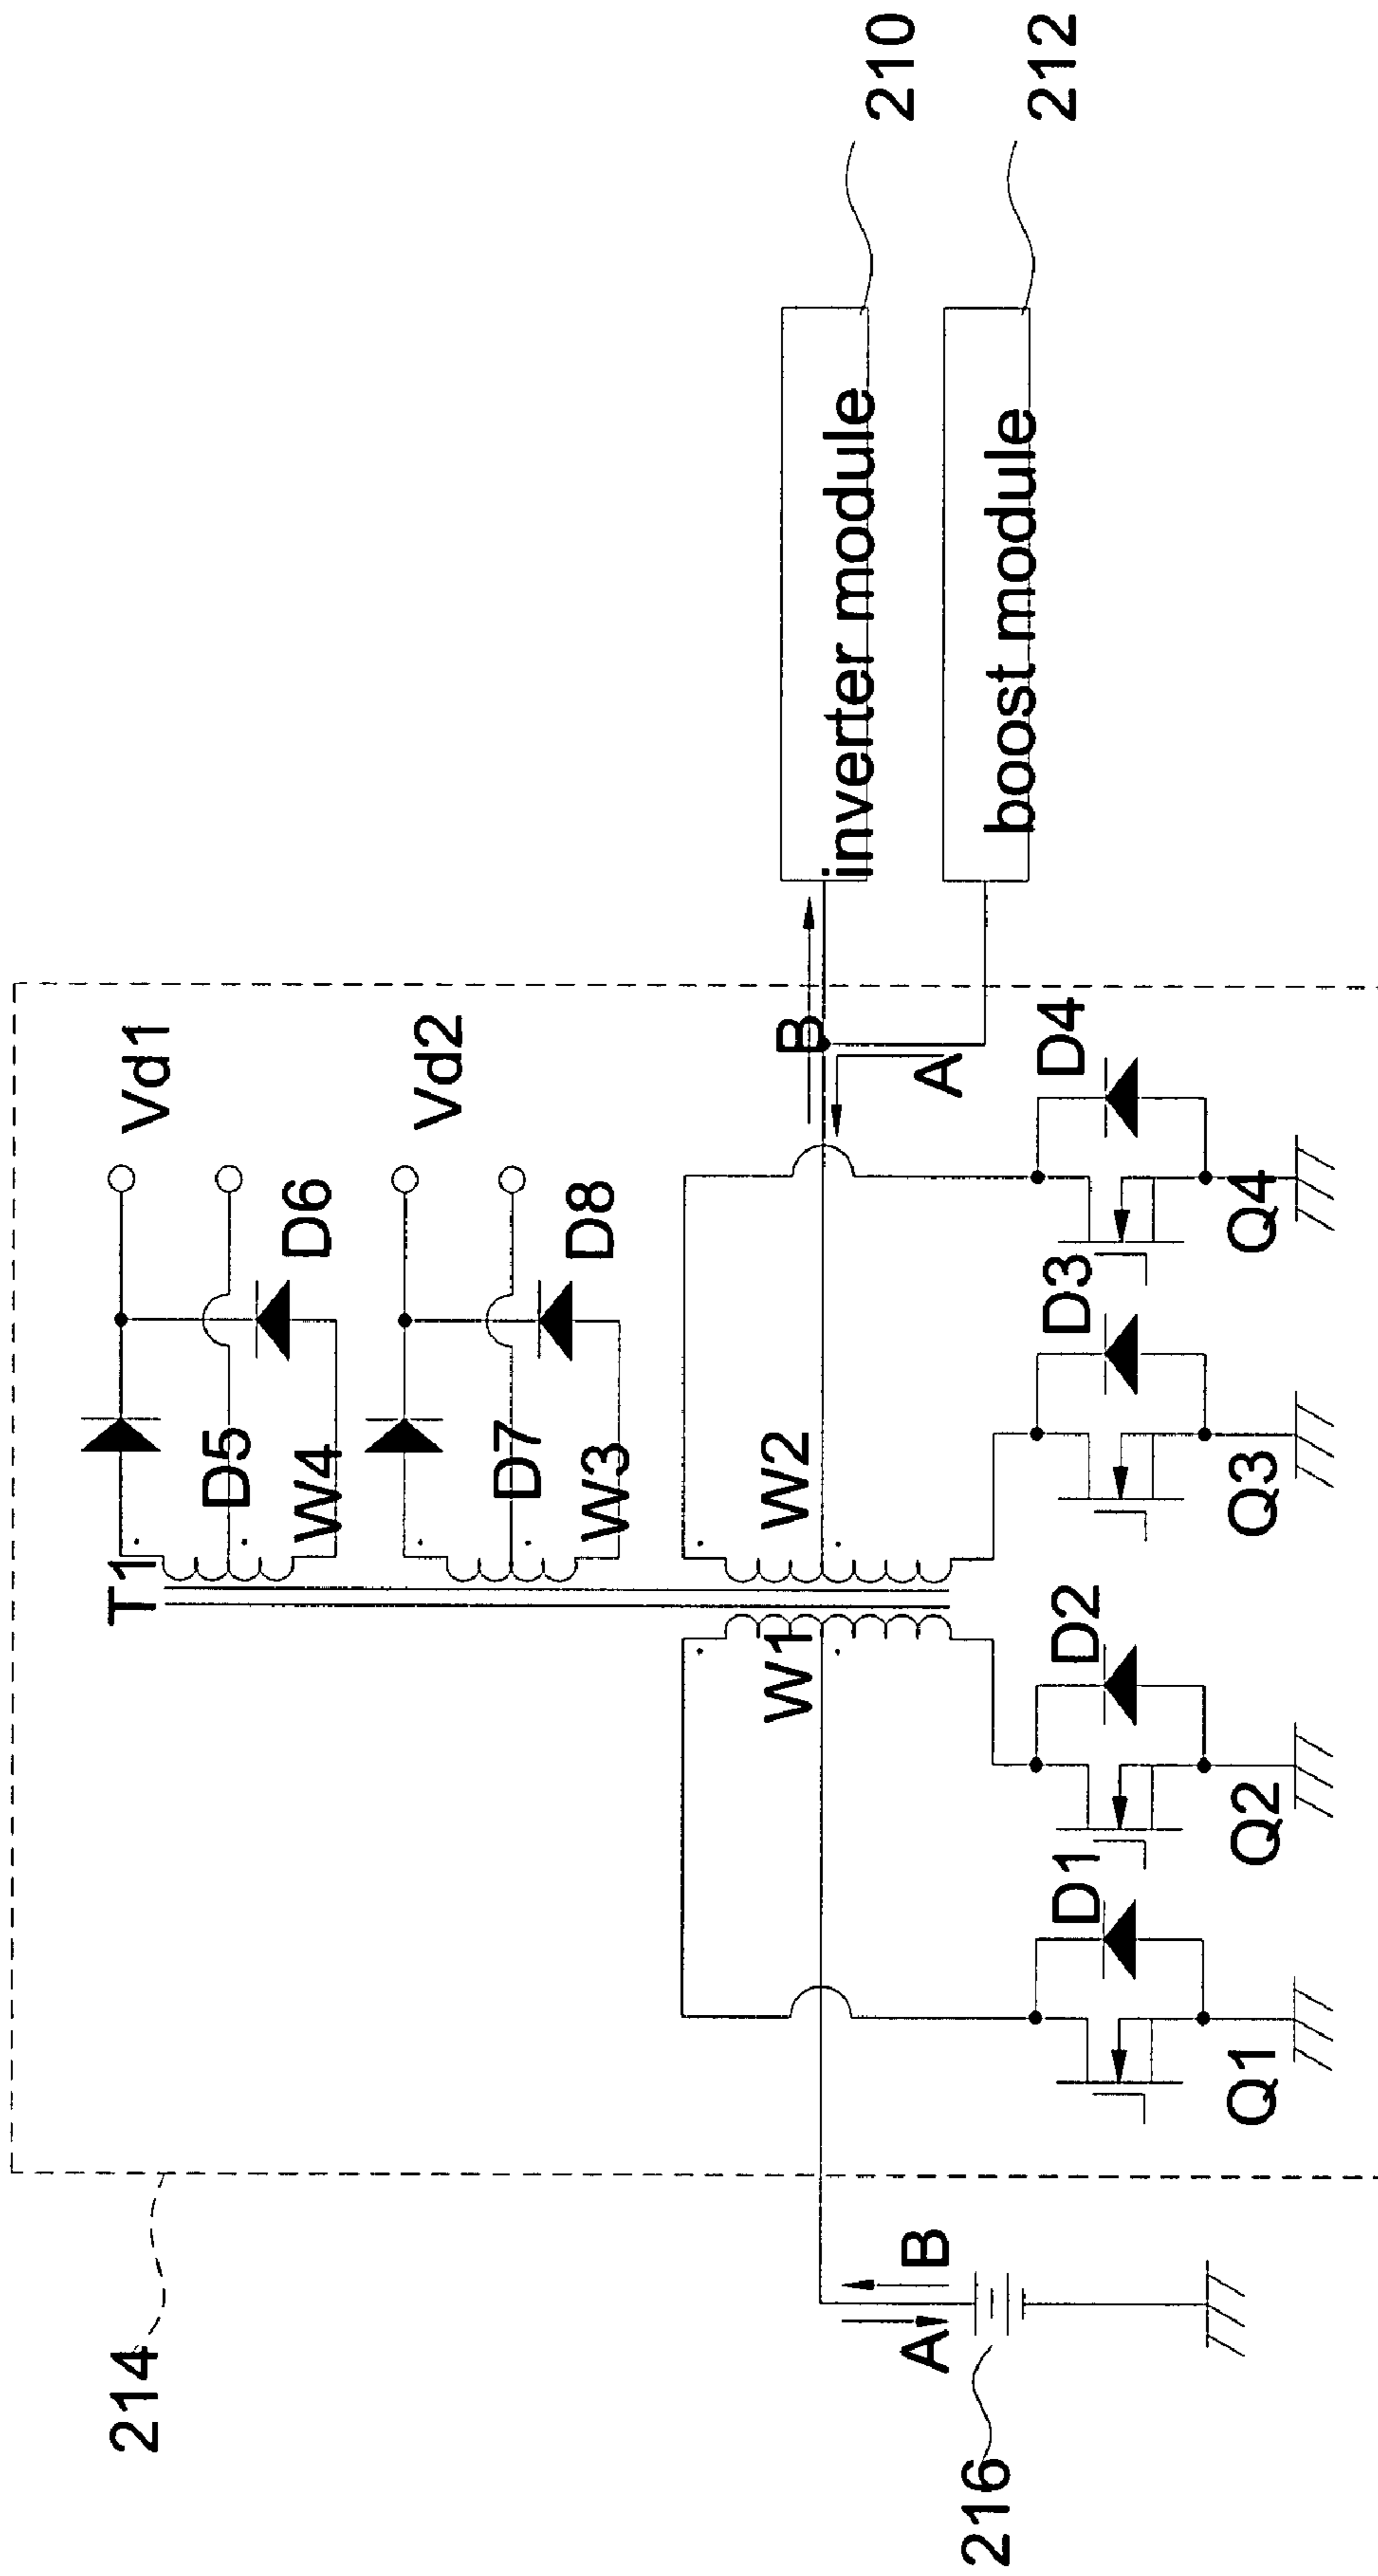 214
T1
D5
D6
Vd1
W4
D7
D8
Vd2
W3
W1
W2
B
inverter module
210
A
boost module
212
A
B
216
D1
D2
D3
D4
Q1
Q2
Q3
Q4